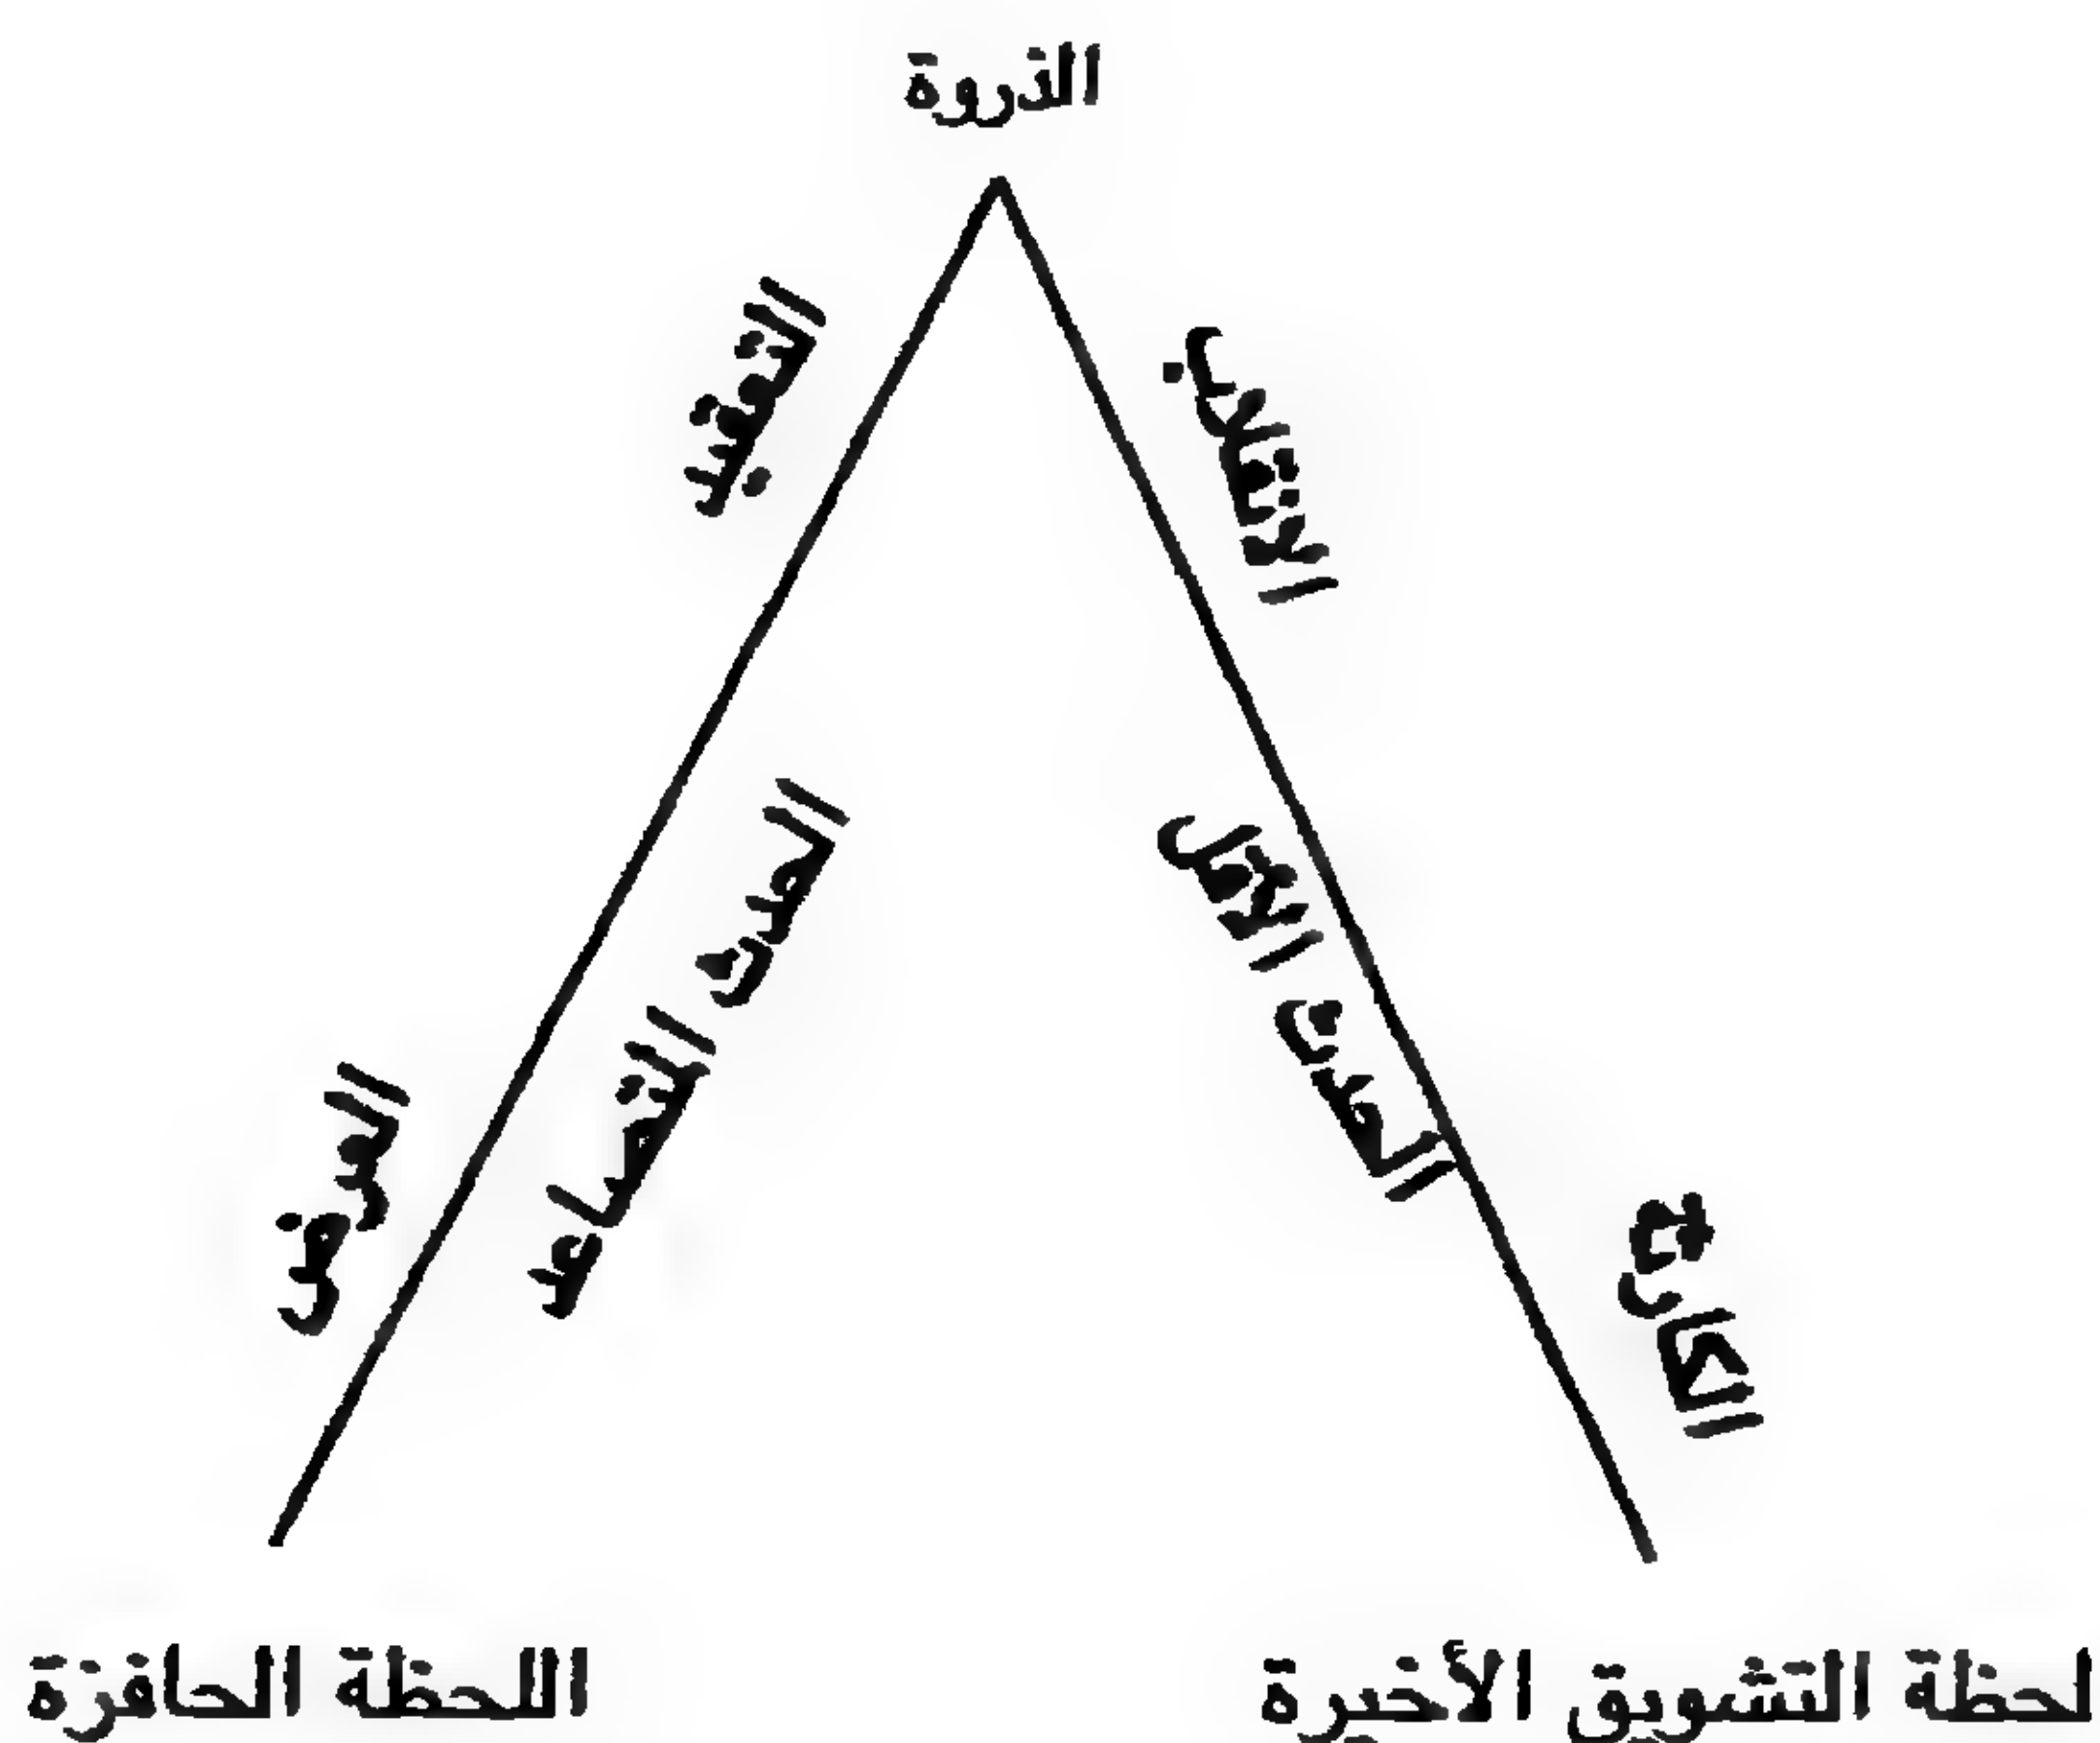 الذروة
التعقيد
الانقلاب
الحدث المتصاعد
الحدث الآفل
العرض
الكارثة
اللحظة الحافزة
لحظة التشويق الأخيرة